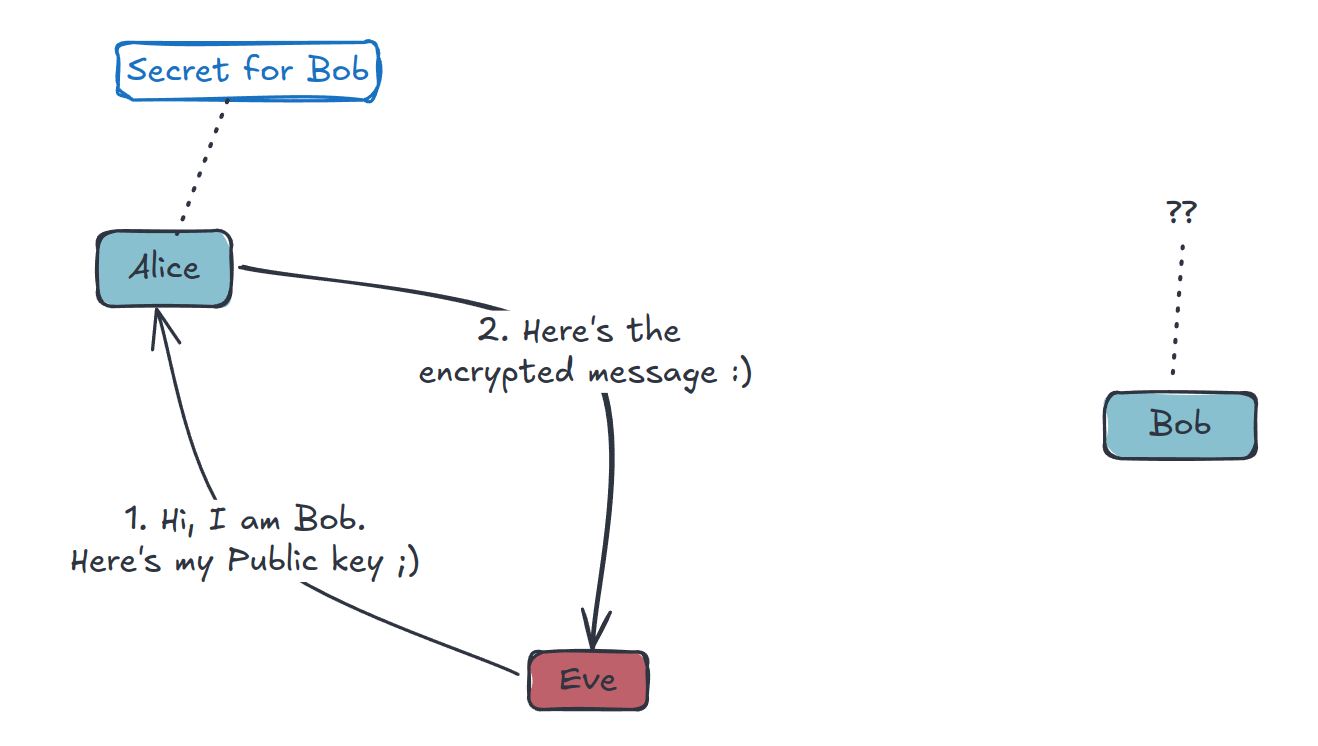 Secret for Bob
??
Alice
2. Here's the
encrypted message :)
Bob
1. Hi, I am Bob.
Here's my Public key ;)
Eve